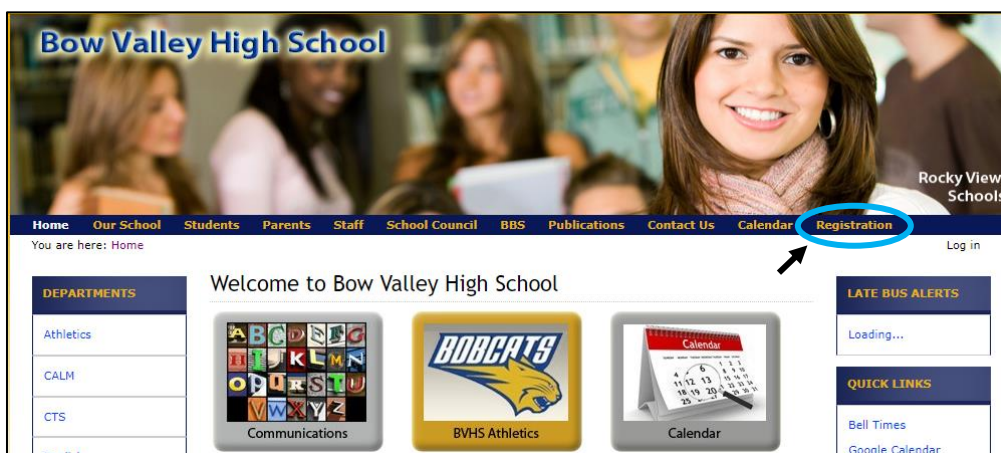 Bow Valley High School
Rocky View
Schools
Home Our School Students Parents Staff School Council BBS Publications Contact Us Calendar Registration
You are here: Home
Log in
DEPARTMENTS
Athletics
CALM
CTS
Welcome to Bow Valley High School
A B C D E F G
H I J K L M N
O P Q R S T U
V W X Y Z
Communications
BOBCATS
BVHS Athletics
Calendar
Calendar
LATE BUS ALERTS
Loading...
QUICK LINKS
Bell Times
Google Calendar